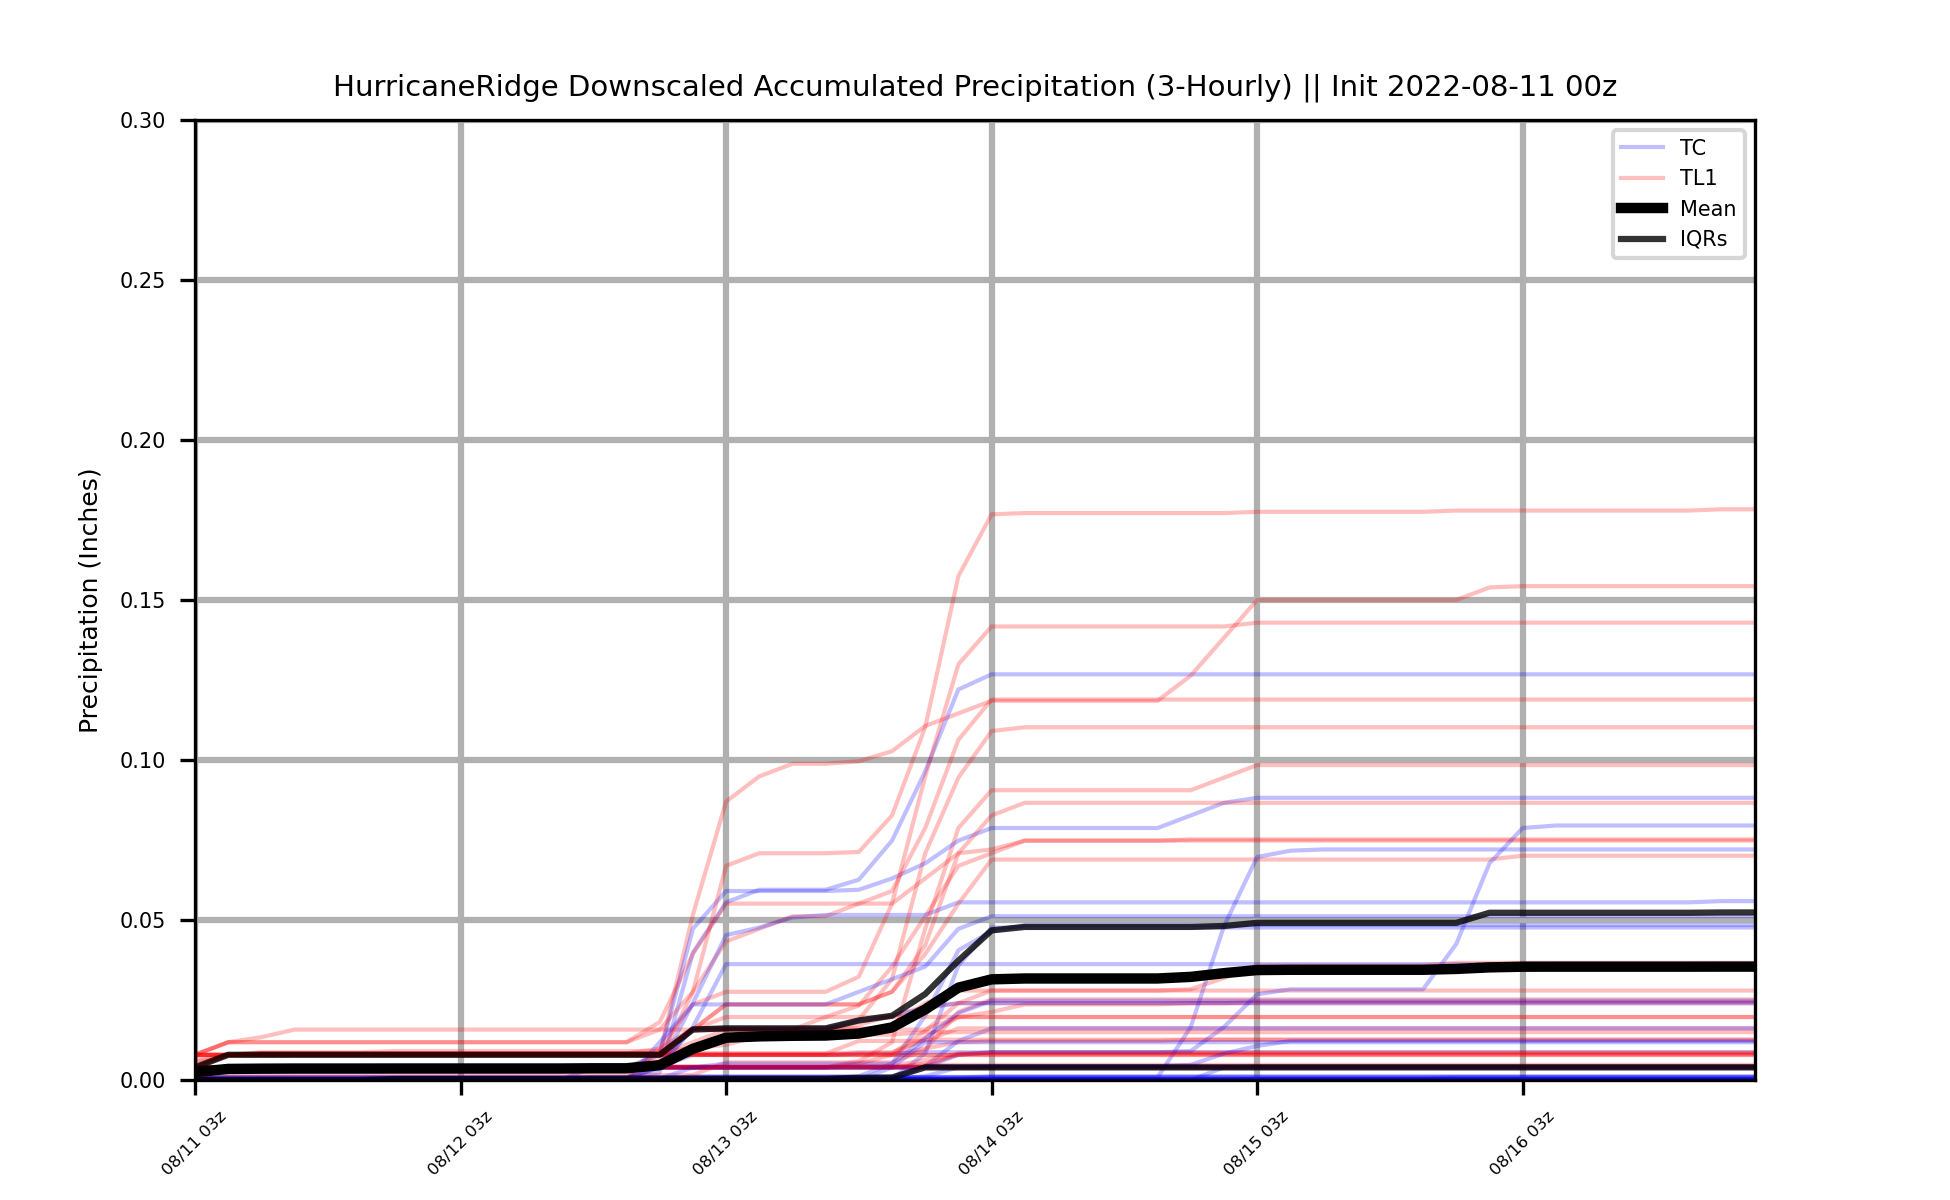 HurricaneRidge Downscaled Accumulated Precipitation (3-Hourly) || Init 2022-08-11 00z
Precipitation (Inches)
0.30
0.25
0.20
0.15
0.10
0.05
0.00
TC
TL1
Mean
IQRs
08/11 03z
08/12 03z
08/13 03z
08/14 03z
08/15 03z
08/16 03z